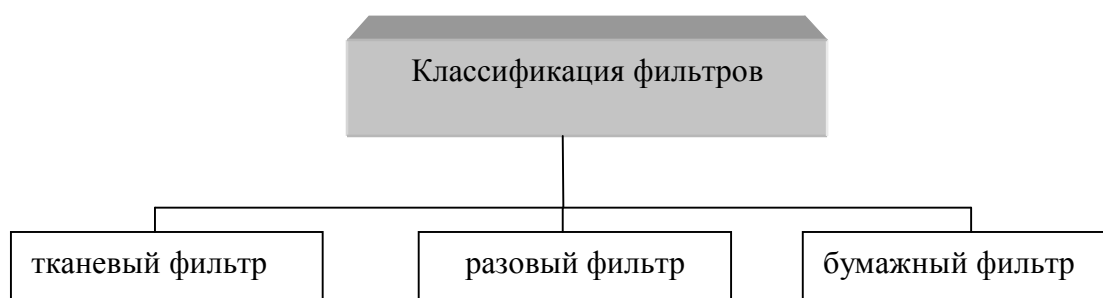 Классификация фильтров
тканевый фильтр
разовый фильтр
бумажный фильтр